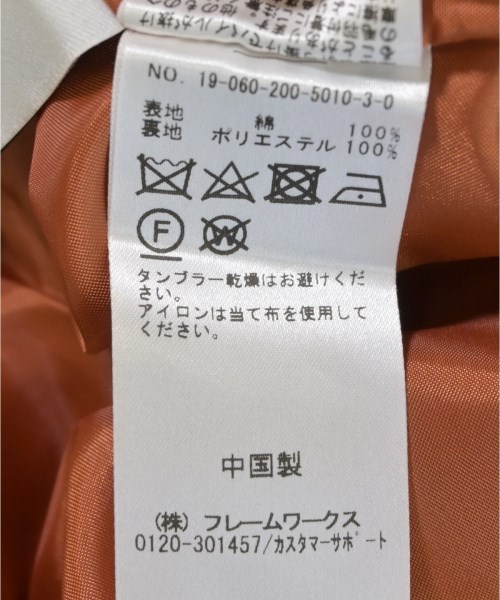 NO. 19-060-200-5010-3-0
表地 綿 100%
裏地 ポリエステル 100%
F W
タンブラー乾燥はお避けくだ
さい。
アイロンは当て布を使用して
ください。
中国製
(株) フレームワークス
0120-301457/カスタマーサポート